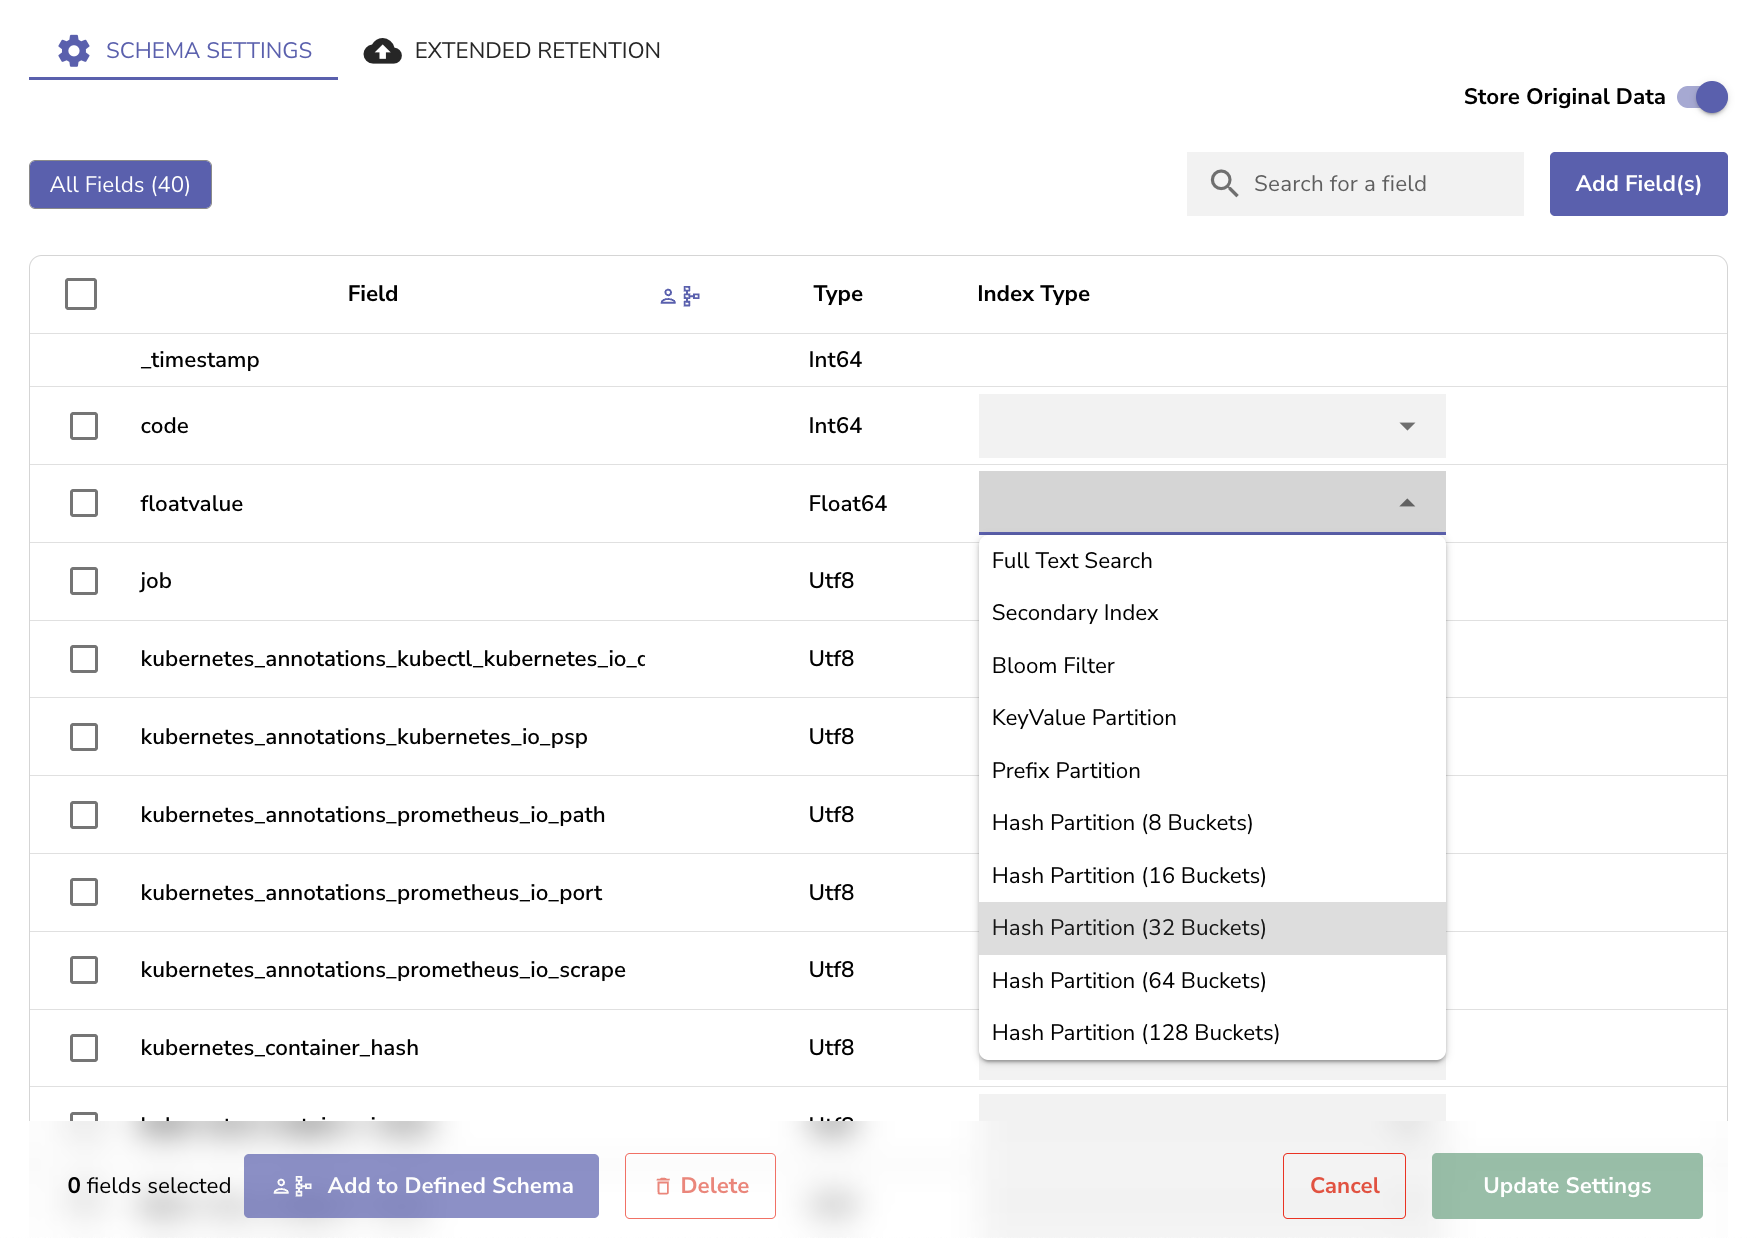 SCHEMA SETTINGS EXTENDED RETENTION
Store Original Data
All Fields (40) Search for a field Add Field(s)
Field Type Index Type
_timestamp Int64
code Int64
floatvalue Float64
Full Text Search
job Utf8
Secondary Index
kubernetes_annotations_kubectl_kubernetes_io_ Utf8
Bloom Filter
KeyValue Partition
kubernetes_annotations_kubernetes_io_psp Utf8
Prefix Partition
kubernetes_annotations_prometheus_io_path Utf8
Hash Partition (8 Buckets)
Hash Partition (16 Buckets)
kubernetes_annotations_prometheus_io_port Utf8
Hash Partition (32 Buckets)
kubernetes_annotations_prometheus_io_scrape Utf8
Hash Partition (64 Buckets)
Hash Partition (128 Buckets)
kubernetes_container_hash Utf8
0 fields selected Add to Defined Schema Delete Cancel Update Settings